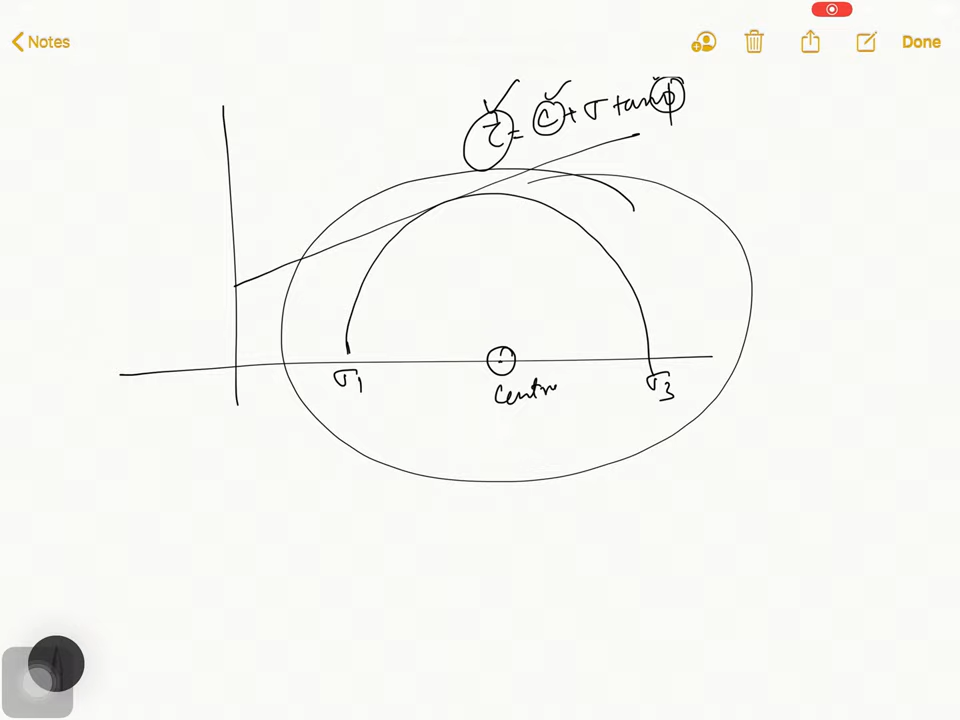 Notes
Done
τ = c + σ tanϕ
σ1
centre
σ3